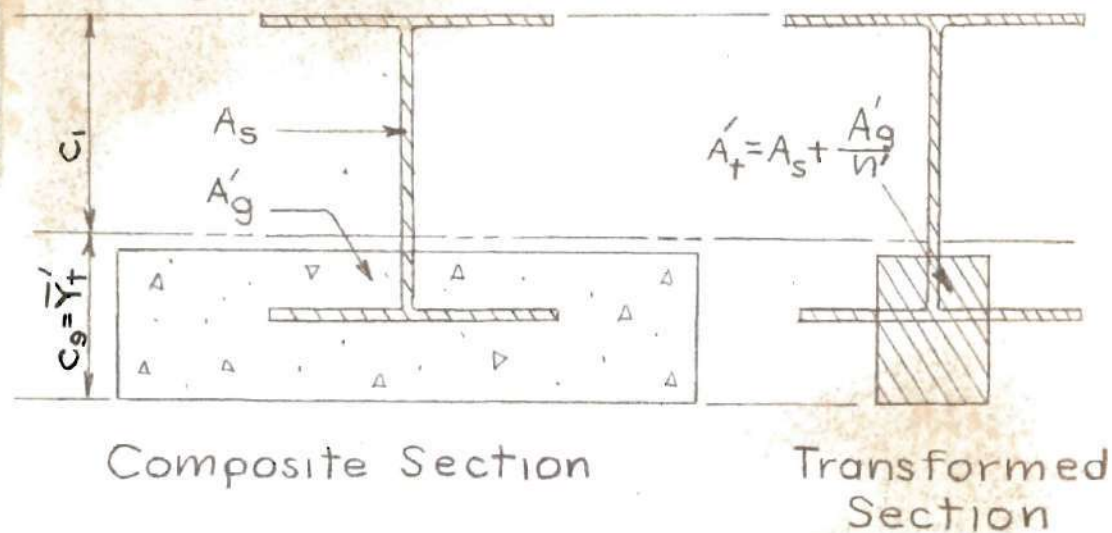 C₁
Aₛ
A'g
Cg = Ȳ'ₜ
A'ₜ = Aₛ + A'g/n'
Composite Section
Transformed
Section